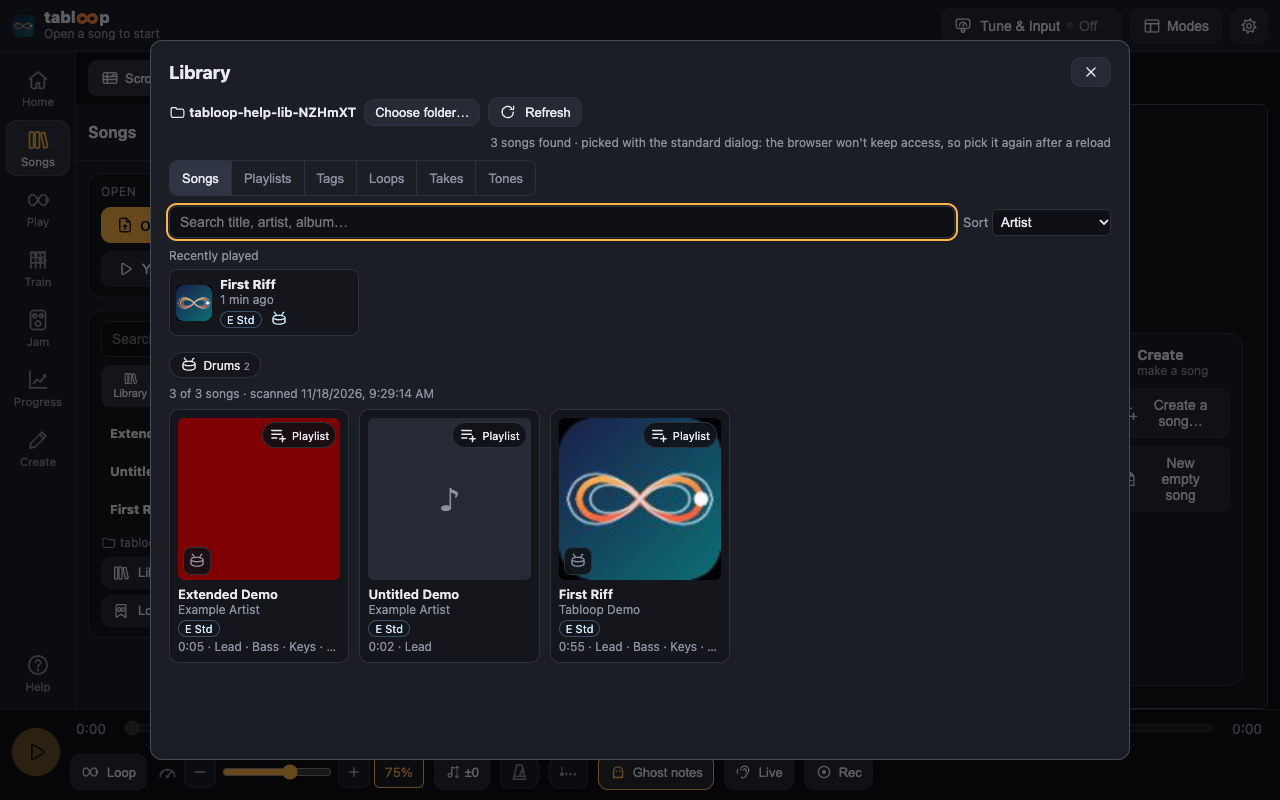 tabloop
Open a song to start
Tune & Input Off
Modes
Home
Songs
Play
Train
Jam
Progress
Create
Help
Songs
OPEN
Library
Library
tabloop-help-lib-NZHmXT
Choose folder…
Refresh
3 songs found · picked with the standard dialog: the browser won't keep access, so pick it again after a reload
Songs
Playlists
Tags
Loops
Takes
Tones
Search title, artist, album…
Sort
Artist
Recently played
First Riff
1 min ago
E Std
Drums 2
3 of 3 songs · scanned 11/18/2026, 9:29:14 AM
Playlist
Extended Demo
Example Artist
E Std
0:05 · Lead · Bass · Keys · …
Playlist
Untitled Demo
Example Artist
E Std
0:02 · Lead
Playlist
First Riff
Tabloop Demo
E Std
0:55 · Lead · Bass · Keys · …
Create
make a song
Create a
song…
New
empty
song
0:00
0:00
Loop
75%
±0
Ghost notes
Live
Rec